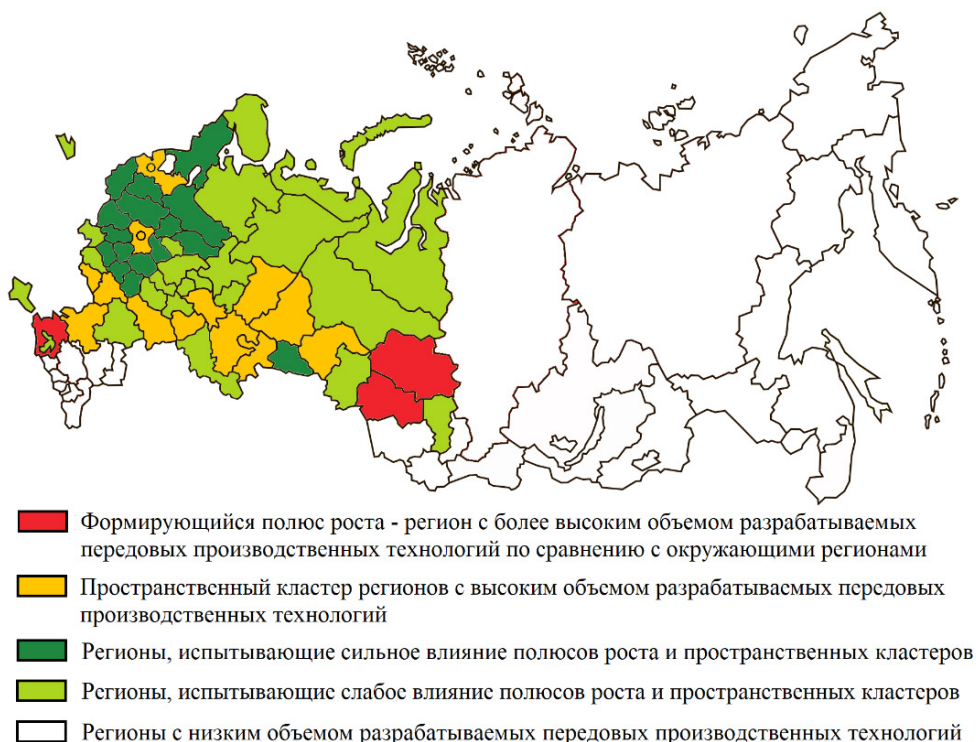 Формирующийся полюс роста - регион с более высоким объемом разрабатываемых
передовых производственных технологий по сравнению с окружающими регионами
Пространственный кластер регионов с высоким объемом разрабатываемых передовых
производственных технологий
Регионы, испытывающие сильное влияние полюсов роста и пространственных кластеров
Регионы, испытывающие слабое влияние полюсов роста и пространственных кластеров
Регионы с низким объемом разрабатываемых передовых производственных технологий